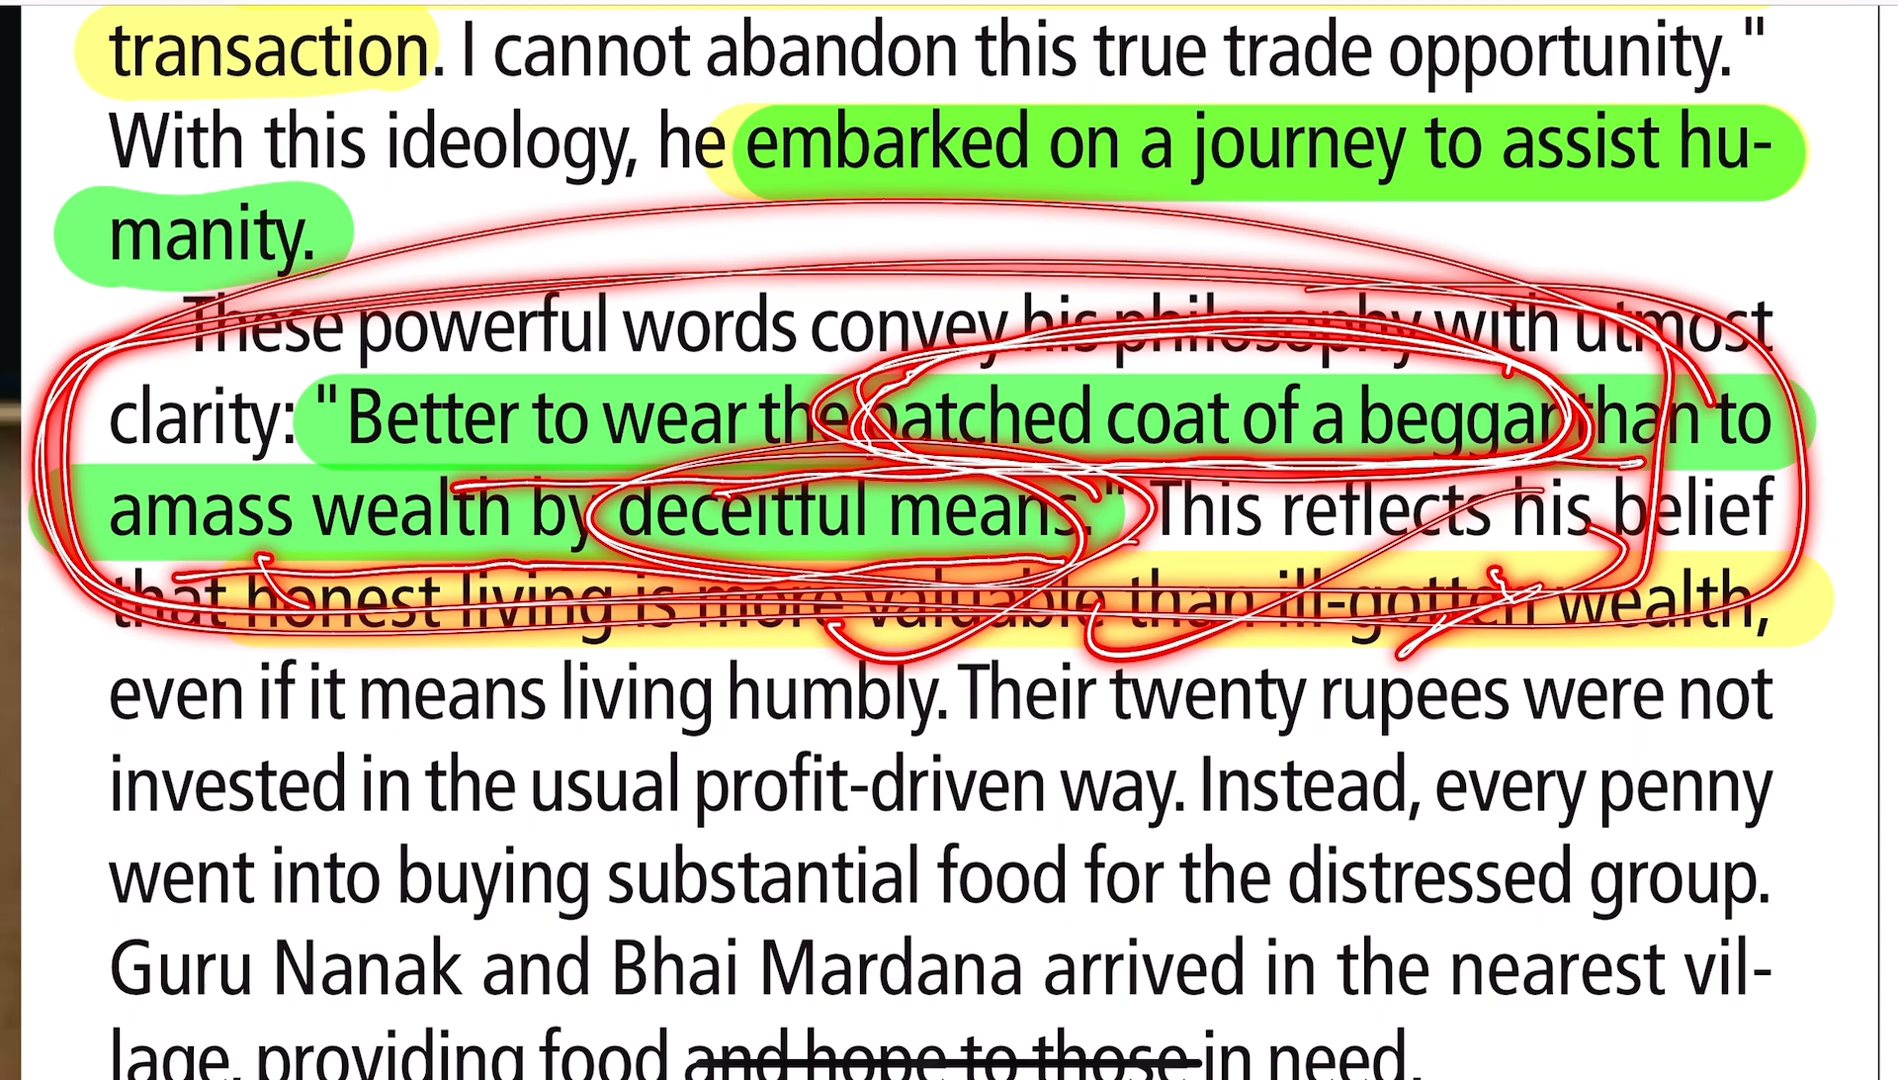 transaction. I cannot abandon this true trade opportunity."
With this ideology, he embarked on a journey to assist hu-
manity.
These powerful words convey his philosophy with utmost
clarity: "Better to wear the patched coat of a beggar than to
amass wealth by deceitful means." This reflects his belief
that honest living is more valuable than ill-gotten wealth,
even if it means living humbly. Their twenty rupees were not
invested in the usual profit-driven way. Instead, every penny
went into buying substantial food for the distressed group.
Guru Nanak and Bhai Mardana arrived in the nearest vil-
lage, providing food and hope to those in need.